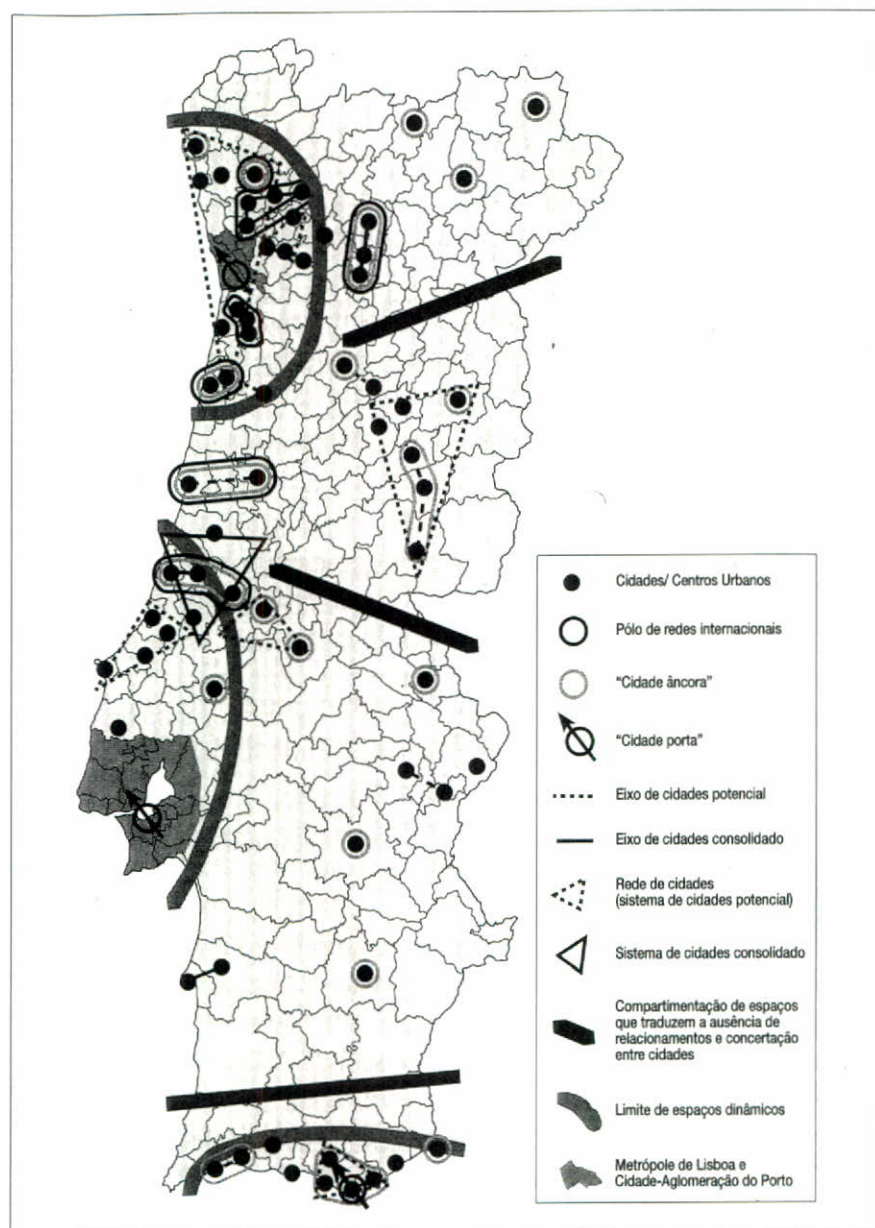 Cidades/ Centros Urbanos
Pólo de redes internacionais
"Cidade âncora"
"Cidade porta"
Eixo de cidades potencial
Eixo de cidades consolidado
Rede de cidades
(sistema de cidades potencial)
Sistema de cidades consolidado
Compartimentação de espaços
que traduzem a ausência de
relacionamentos e concertação
entre cidades
Limite de espaços dinâmicos
Metrópole de Lisboa e
Cidade-Aglomeração do Porto